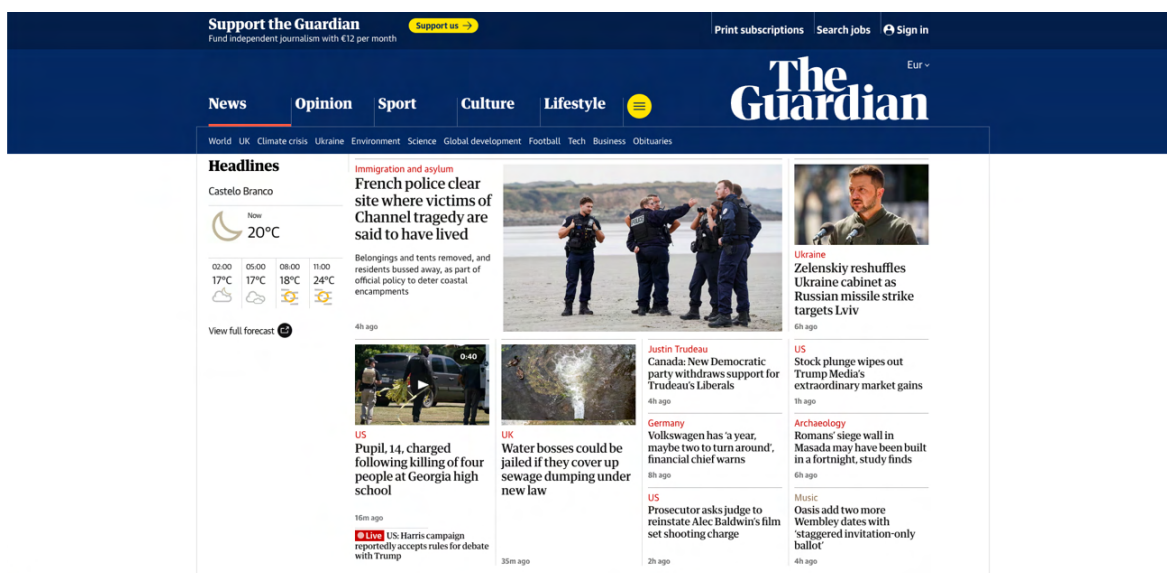 Support the Guardian
Fund independent journalism with €12 per month
Support us →
Print subscriptions
Search jobs
Sign in
Eur
The
Guardian
News
Opinion
Sport
Culture
Lifestyle
World UK Climate crisis Ukraine Environment Science Global development Football Tech Business Obituaries
Headlines
Castelo Branco
Now
20°C
02:00 05:00 08:00 11:00
17°C 17°C 18°C 24°C
View full forecast
Immigration and asylum
French police clear
site where victims of
Channel tragedy are
said to have lived
Belongings and tents removed, and
residents bussed away, as part of
official policy to deter coastal
encampments
4h ago
Ukraine
Zelenskiy reshuffles
Ukraine cabinet as
Russian missile strike
targets Lviv
6h ago
0:40
US
Pupil, 14, charged
following killing of four
people at Georgia high
school
16m ago
Live US: Harris campaign
reportedly accepts rules for debate
with Trump
UK
Water bosses could be
jailed if they cover up
sewage dumping under
new law
35m ago
Justin Trudeau
Canada: New Democratic
party withdraws support for
Trudeau's Liberals
4h ago
Germany
Volkswagen has 'a year,
maybe two to turn around',
financial chief warns
8h ago
US
Prosecutor asks judge to
reinstate Alec Baldwin's film
set shooting charge
2h ago
US
Stock plunge wipes out
Trump Media's
extraordinary market gains
1h ago
Archaeology
Romans' siege wall in
Masada may have been built
in a fortnight, study finds
6h ago
Music
Oasis add two more
Wembley dates with
'staggered invitation-only
ballot'
4h ago